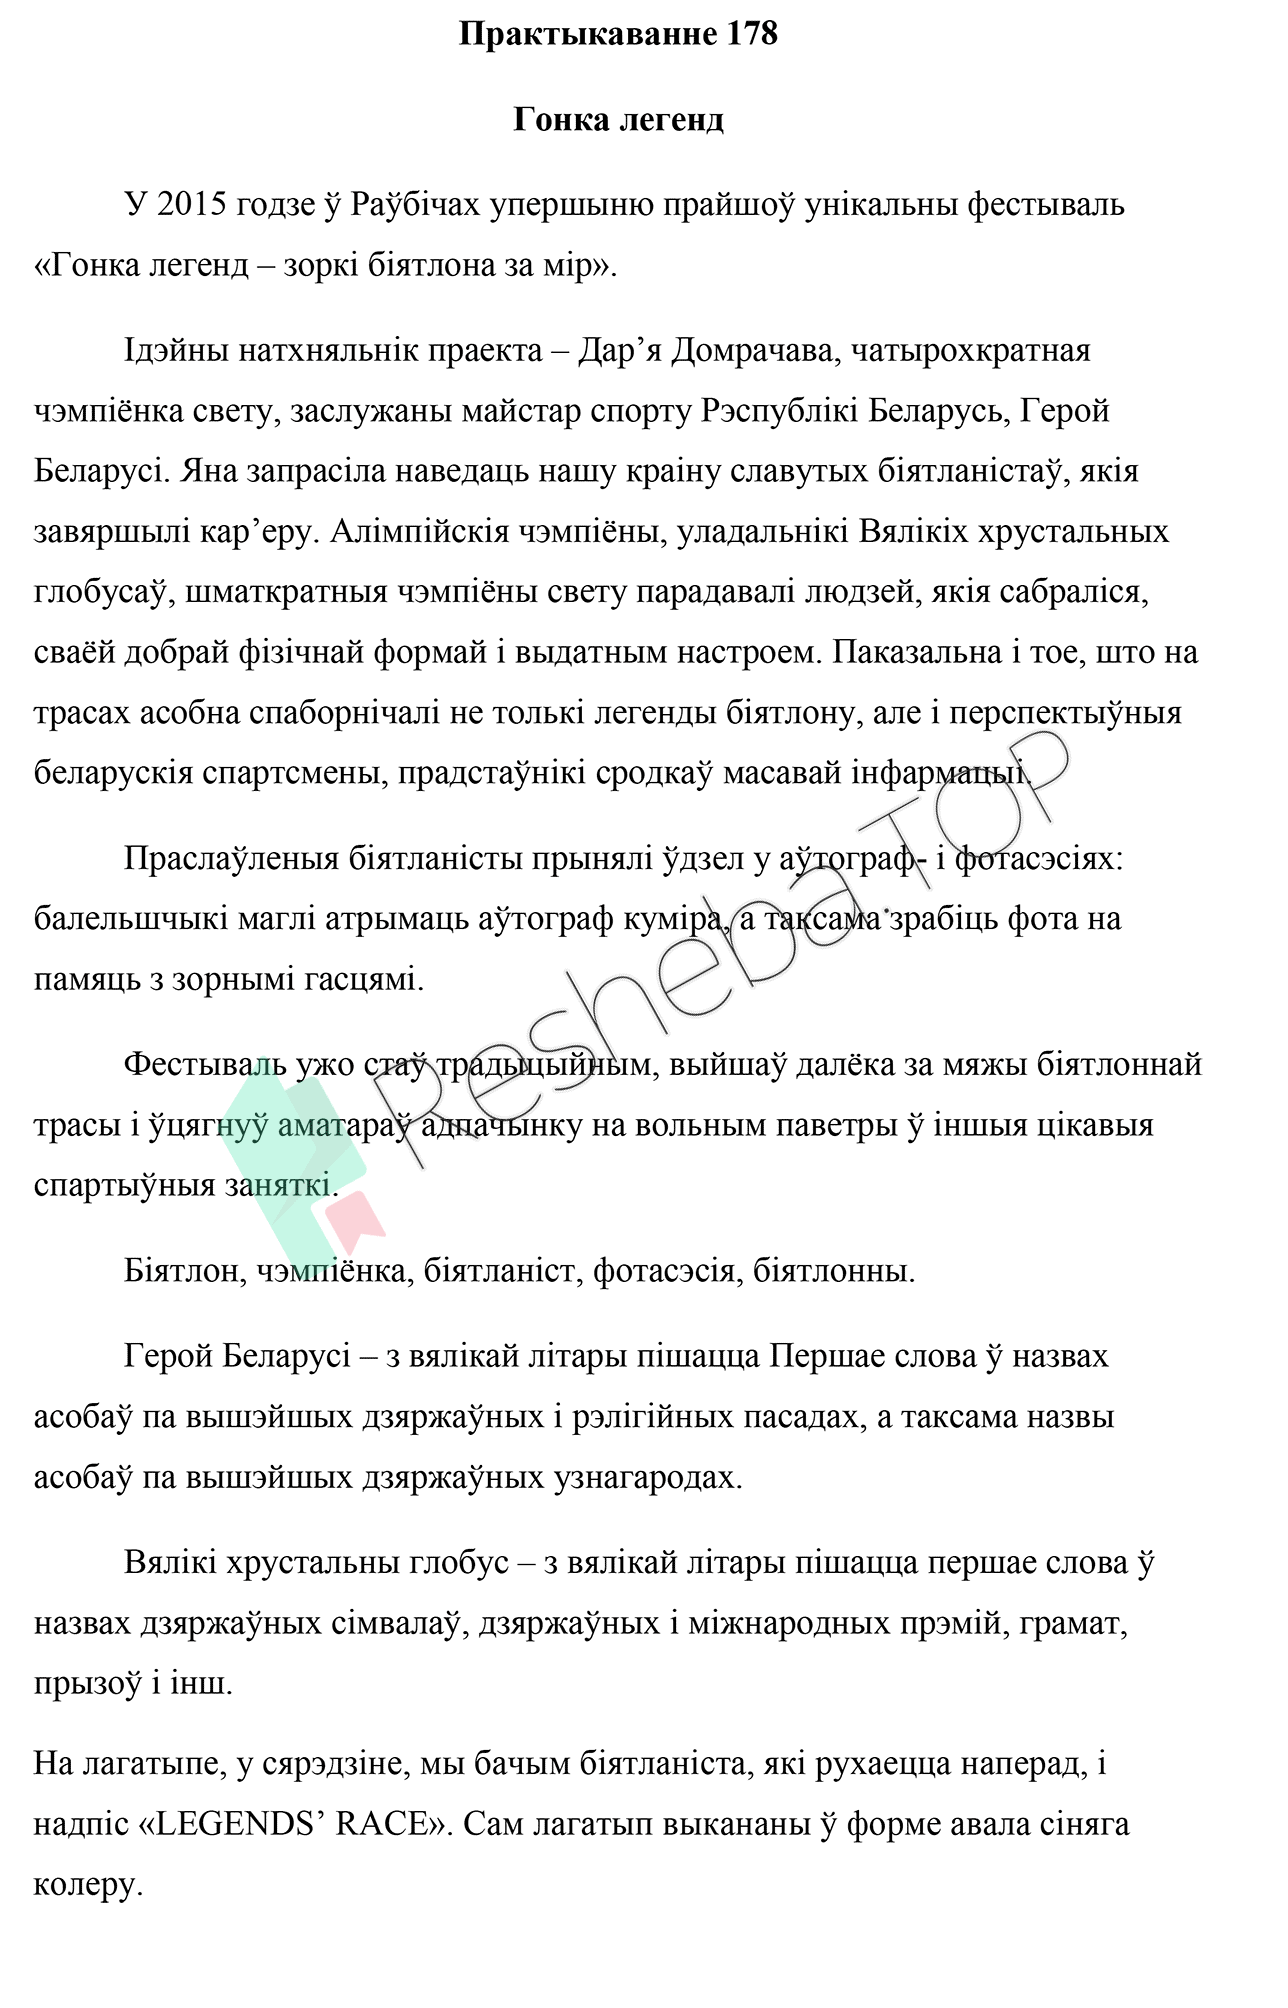 Практыкаванне 178
Гонка легенд
У 2015 годзе ў Раўбічах упершыню прайшоў унікальны фестываль
«Гонка легенд – зоркі біятлона за мір».
Ідэйны натхняльнік праекта – Дар’я Домрачава, чатырохкратная
чэмпіёнка свету, заслужаны майстар спорту Рэспублікі Беларусь, Герой
Беларусі. Яна запрасіла наведаць нашу краіну славутых біятланістаў, якія
завяршылі кар’еру. Алімпійскія чэмпіёны, уладальнікі Вялікіх хрустальных
глобусаў, шматкратныя чэмпіёны свету парадавалі людзей, якія сабраліся,
сваёй добрай фізічнай формай і выдатным настроем. Паказальна і тое, што на
трасах асобна спаборнічалі не толькі легенды біятлону, але і перспектыўныя
беларускія спартсмены, прадстаўнікі сродкаў масавай інфармацыі.
Праслаўленыя біятланісты прынялі ўдзел у аўтограф- і фотасэсіях:
балельшчыкі маглі атрымаць аўтограф куміра, а таксама зрабіць фота на
памяць з зорнымі гасцямі.
Фестываль ужо стаў традыцыйным, выйшаў далёка за мяжы біятлоннай
трасы і ўцягнуў аматараў адпачынку на вольным паветры ў іншыя цікавыя
спартыўныя заняткі.
Біятлон, чэмпіёнка, біятланіст, фотасэсія, біятлонны.
Герой Беларусі – з вялікай літары пішацца Першае слова ў назвах
асобаў па вышэйшых дзяржаўных і рэлігійных пасадах, а таксама назвы
асобаў па вышэйшых дзяржаўных узнагародах.
Вялікі хрустальны глобус – з вялікай літары пішацца першае слова ў
назвах дзяржаўных сімвалаў, дзяржаўных і міжнародных прэмій, грамат,
прызоў і інш.
На лагатыпе, у сярэдзіне, мы бачым біятланіста, які рухаецца наперад, і
надпіс «LEGENDS’ RACE». Сам лагатып выкананы ў форме авала сіняга
колеру.
Resheba.TOP